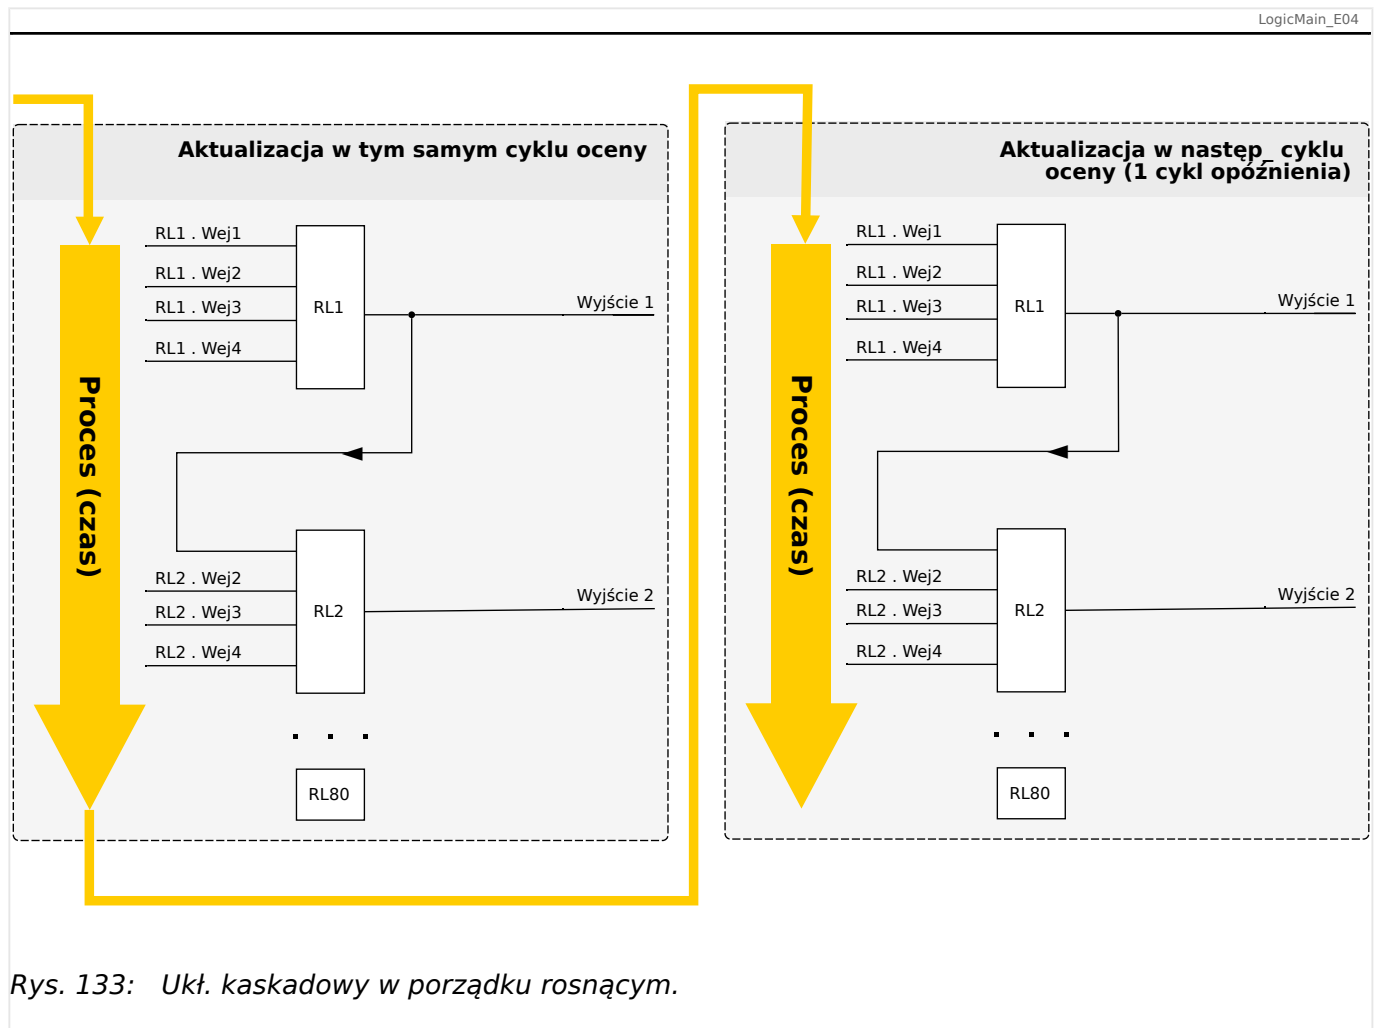 LogicMain_E04
Aktualizacja w tym samym cyklu oceny
RL1 . Wej1
RL1 . Wej2
RL1 . Wej3
RL1 . Wej4
RL1
Wyjście 1
Proces (czas)
RL2 . Wej2
RL2 . Wej3
RL2 . Wej4
RL2
Wyjście 2
. . .
RL80
Aktualizacja w następ_ cyklu
oceny (1 cykl opóźnienia)
RL1 . Wej1
RL1 . Wej2
RL1 . Wej3
RL1 . Wej4
RL1
Wyjście 1
Proces (czas)
RL2 . Wej2
RL2 . Wej3
RL2 . Wej4
RL2
Wyjście 2
. . .
RL80
Rys. 133: Ukł. kaskadowy w porządku rosnącym.